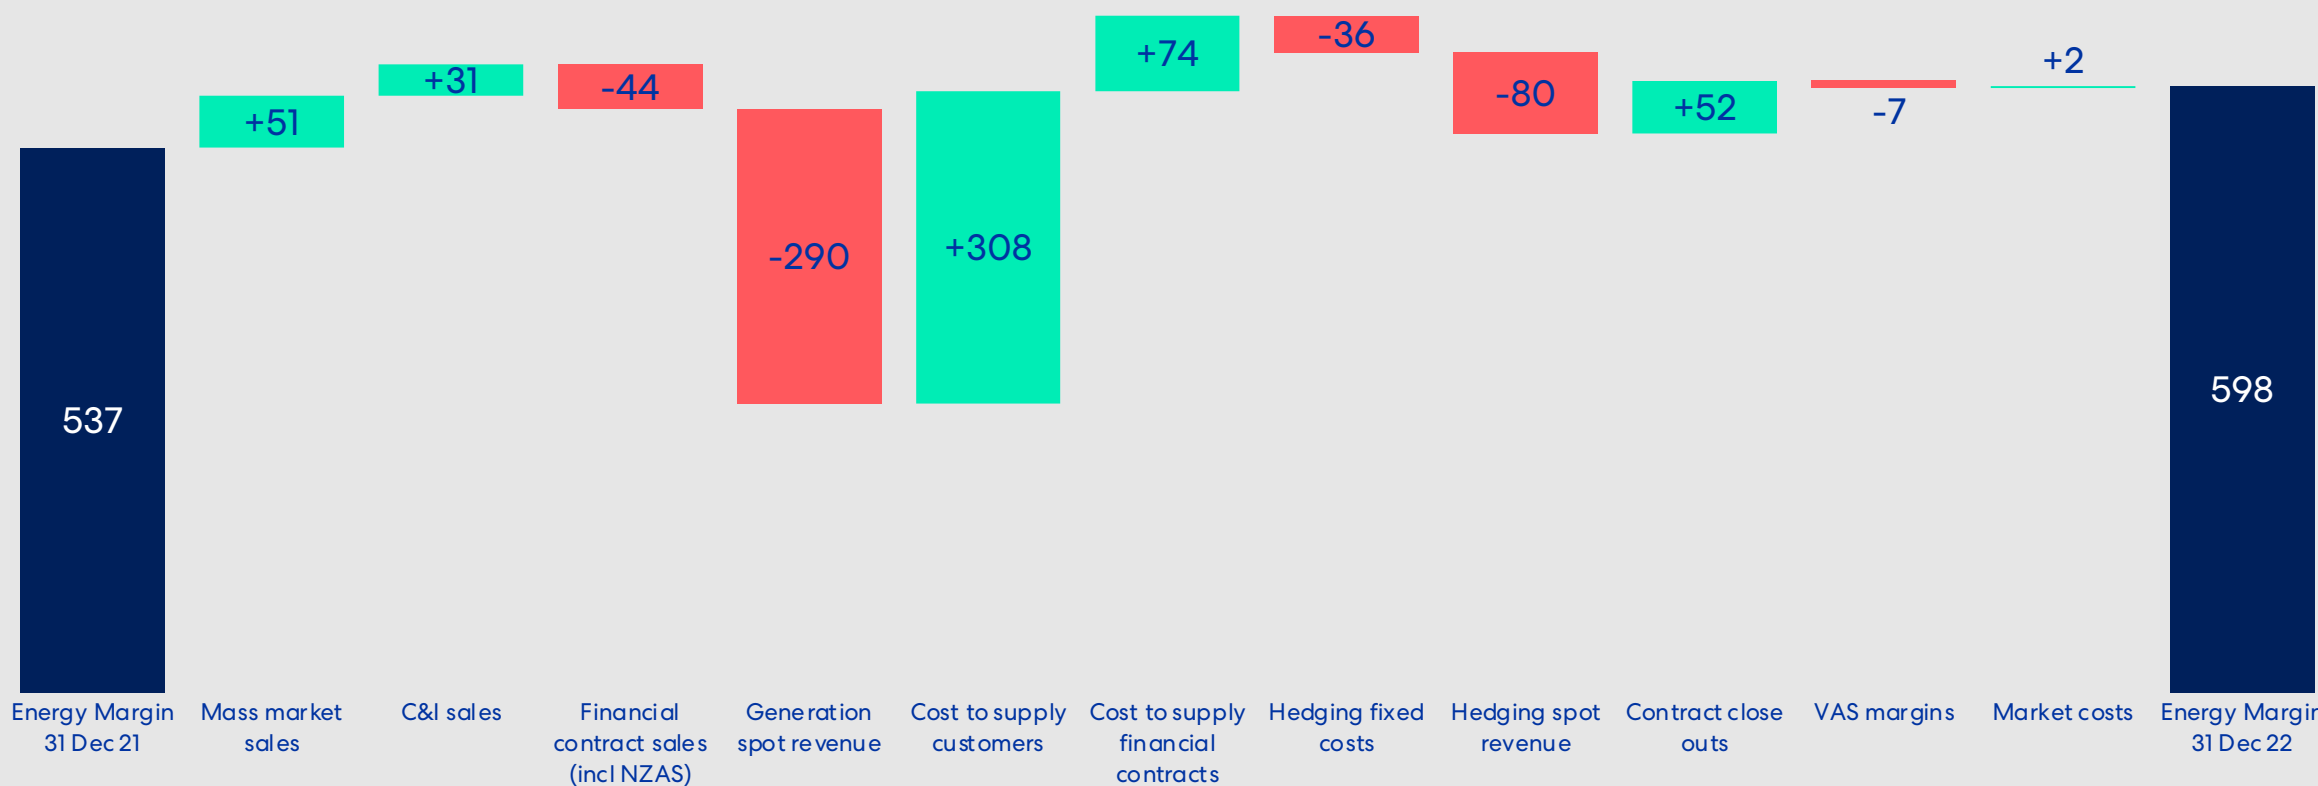 +74
-36
+2
+31
-44
-80
+52
-7
+51
-290
+308
537
598
Energy Margin
31 Dec 21
Mass market
sales
C&I sales
Financial
contract sales
(incl NZAS)
Generation
spot revenue
Cost to supply
customers
Cost to supply
financial
contracts
Hedging fixed
costs
Hedging spot
revenue
Contract close
outs
VAS margins
Market costs
Energy Margin
31 Dec 22